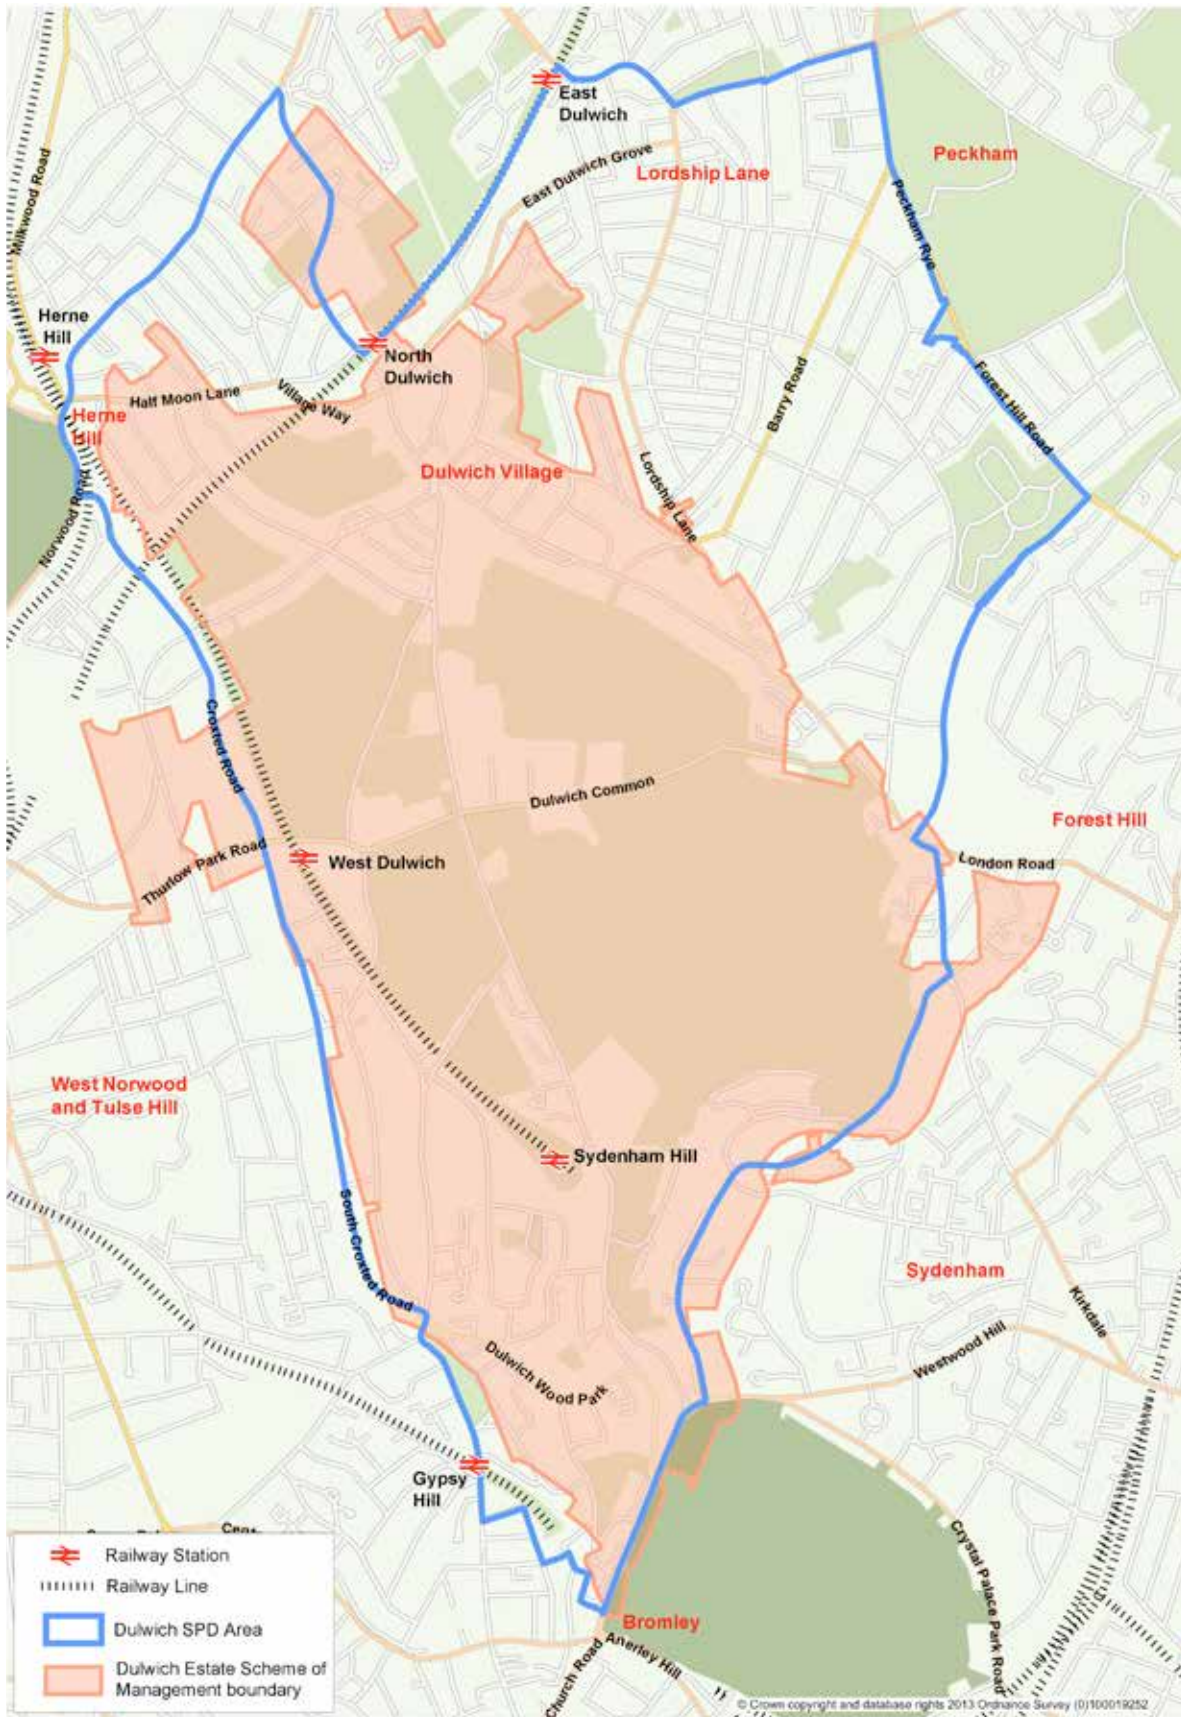 East
Dulwich
Peckham
Milkwood Road
East Dulwich Grove
Lordship Lane
Peckham Rye
Herne
Hill
North
Dulwich
Half Moon Lane
Village Way
Barry Road
Forest Hill Road
Herne
Hill
Norwood Road
Dulwich Village
Lordship Lane
Croxted Road
Dulwich Common
Forest Hill
London Road
Thurlow Park Road
West Dulwich
West Norwood
and Tulse Hill
Sydenham Hill
South Croxted Road
Sydenham
Kirkdale
Westwood Hill
Dulwich Wood Park
Gypsy
Hill
Crystal Palace Park Road
Railway Station
Railway Line
Dulwich SPD Area
Dulwich Estate Scheme of
Management boundary
Bromley
Church Road
Anerley Hill
© Crown copyright and database rights 2013 Ordnance Survey (0)100019252